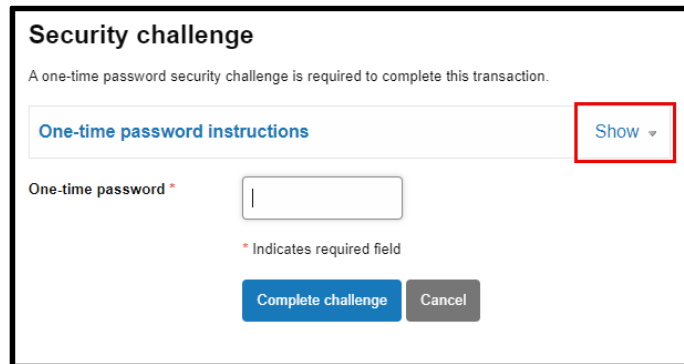 Security challenge
A one-time password security challenge is required to complete this transaction.
One-time password instructions Show
One-time password *
* Indicates required field
Complete challenge Cancel